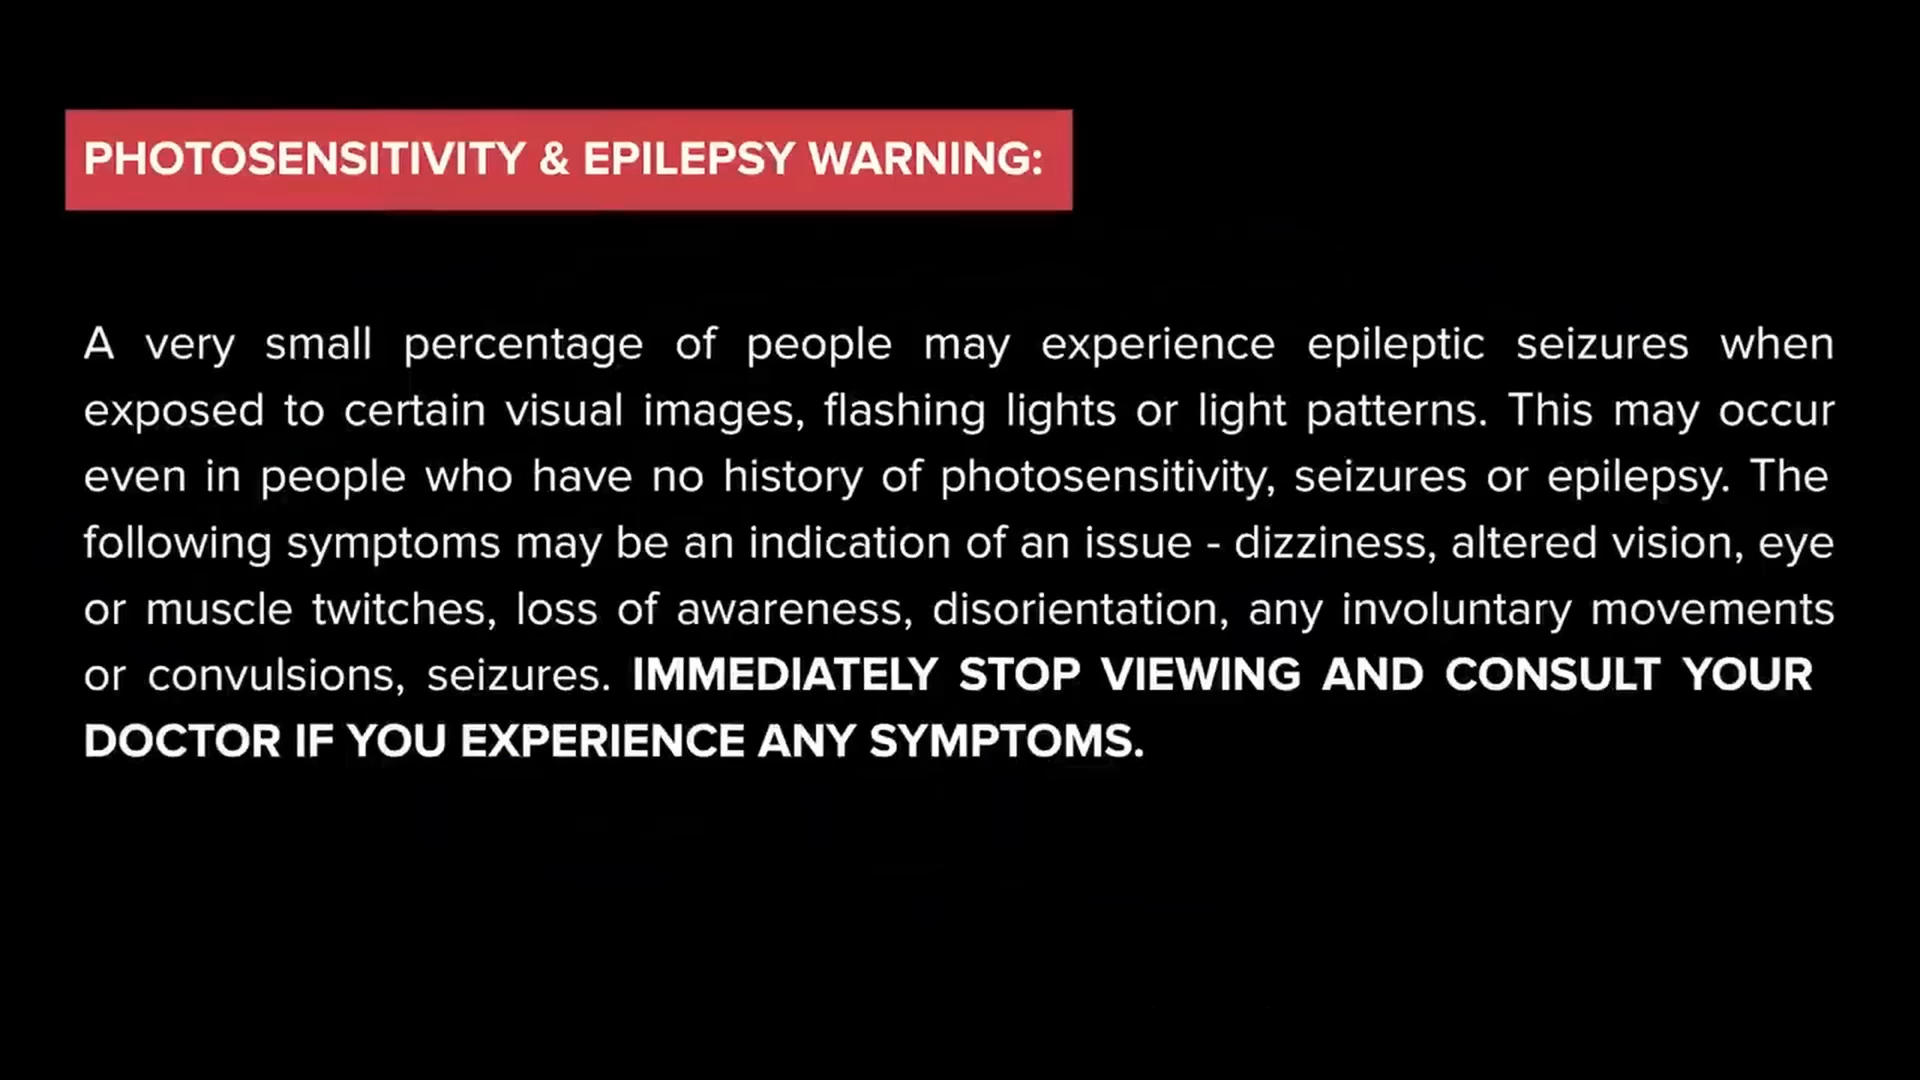 PHOTOSENSITIVITY & EPILEPSY WARNING:
A very small percentage of people may experience epileptic seizures when
exposed to certain visual images, flashing lights or light patterns. This may occur
even in people who have no history of photosensitivity, seizures or epilepsy. The
following symptoms may be an indication of an issue - dizziness, altered vision, eye
or muscle twitches, loss of awareness, disorientation, any involuntary movements
or convulsions, seizures. IMMEDIATELY STOP VIEWING AND CONSULT YOUR
DOCTOR IF YOU EXPERIENCE ANY SYMPTOMS.